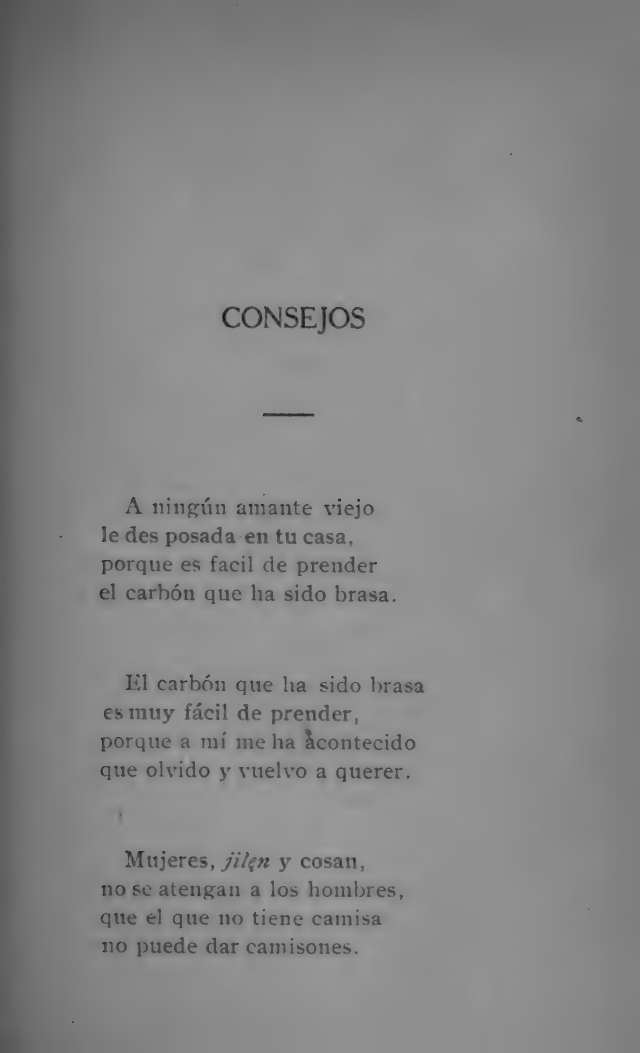 CONSEJOS
A ningún amante viejo
le des posada en tu casa,
porque es facil de prender
el carbón que ha sido brasa.
El carbón que ha sido brasa
es muy fácil de prender,
porque a mí me ha acontecido
que olvido y vuelvo a querer.
Mujeres, jilen y cosan,
no se atengan a los hombres,
que el que no tiene camisa
no puede dar camisones.